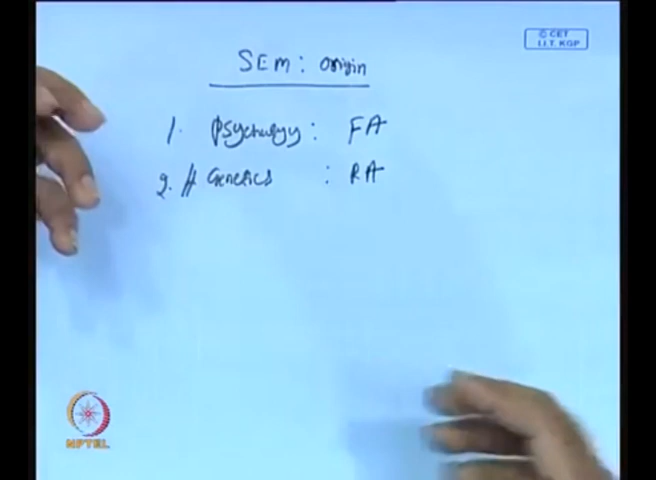 © CET
I.I.T. KGP
SEM: Origin
1. Psychology: FA
2. H Genetics : RA
NPTEL